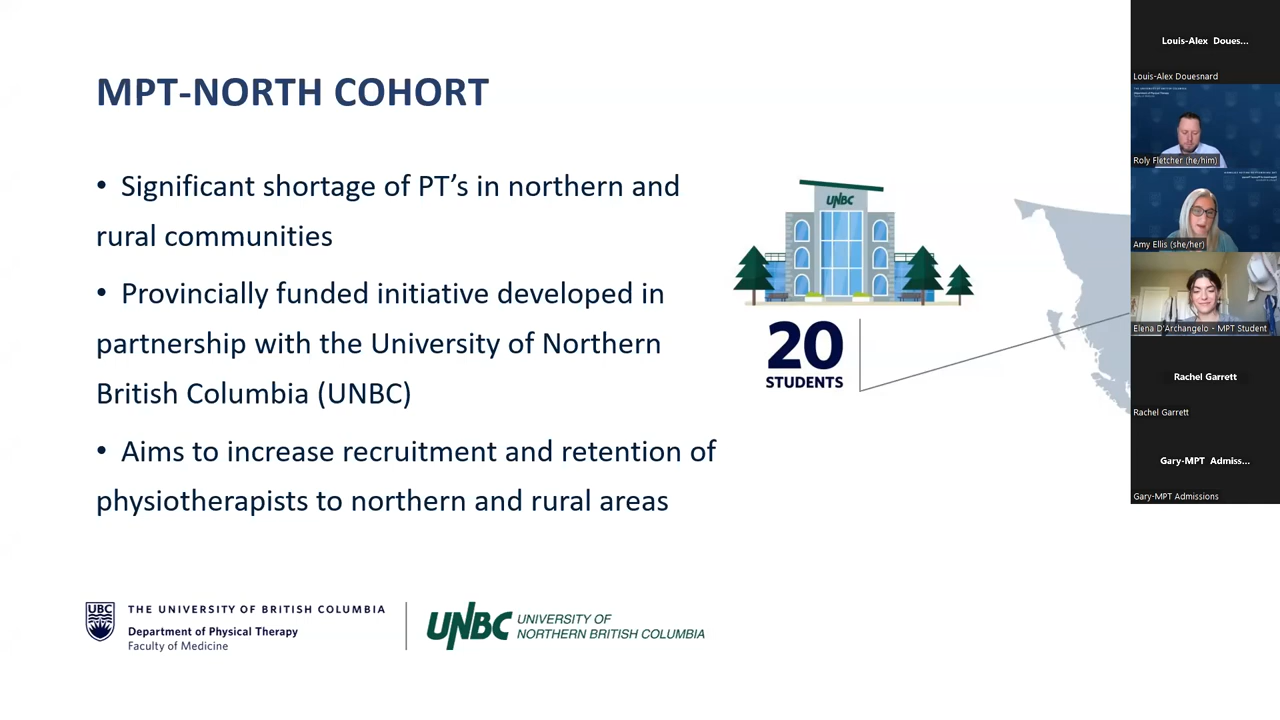 MPT-NORTH COHORT
• Significant shortage of PT’s in northern and
rural communities
• Provincially funded initiative developed in
partnership with the University of Northern
British Columbia (UNBC)
• Aims to increase recruitment and retention of
physiotherapists to northern and rural areas
UNBC
20
STUDENTS
UBC
THE UNIVERSITY OF BRITISH COLUMBIA
Department of Physical Therapy
Faculty of Medicine
UNBC
UNIVERSITY OF
NORTHERN BRITISH COLUMBIA
Louis-Alex Doues...
Louis-Alex Douesnard
Roly Fletcher (he/him)
Amy Ellis (she/her)
Elena D'Archangelo - MPT Student
Rachel Garrett
Rachel Garrett
Gary-MPT Admiss...
Gary-MPT Admissions